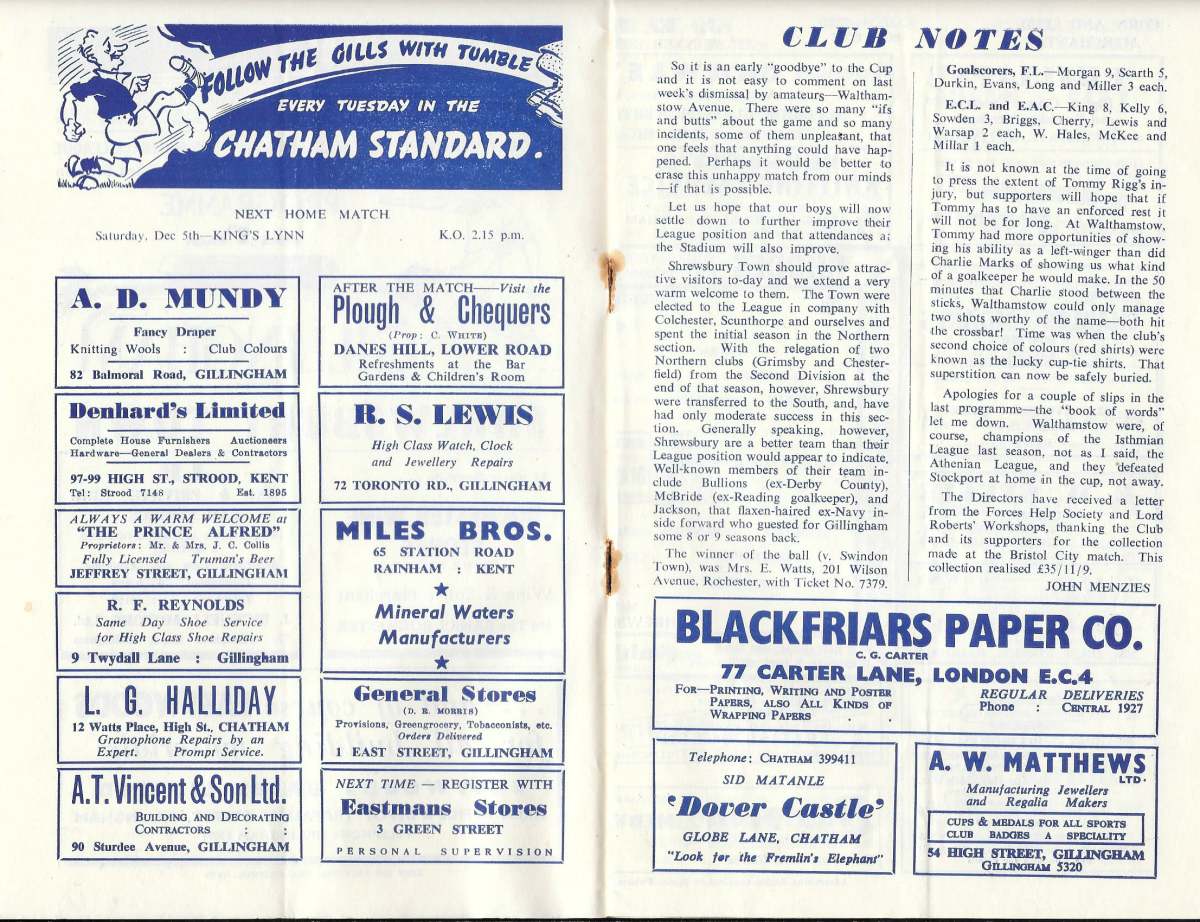 FOLLOW THE GILLS WITH TUMBLE
EVERY TUESDAY IN THE
CHATHAM STANDARD.
NEXT HOME MATCH
Saturday, Dec 5th—KING'S LYNN K.O. 2.15 p.m.
A. D. MUNDY
Fancy Draper
Knitting Wools : Club Colours
82 Balmoral Road, GILLINGHAM
Denhard's Limited
Complete House Furnishers Auctioneers
Hardware—General Dealers & Contractors
97-99 HIGH ST., STROOD, KENT
Tel: Strood 7148 Est. 1895
ALWAYS A WARM WELCOME at
"THE PRINCE ALFRED"
Proprietors: Mr. & Mrs. J. C. Collis
Fully Licensed Truman's Beer
JEFFREY STREET, GILLINGHAM
R. F. REYNOLDS
Same Day Shoe Service
for High Class Shoe Repairs
9 Twydall Lane : Gillingham
L. G. HALLIDAY
12 Watts Place, High St., CHATHAM
Gramophone Repairs by an
Expert. Prompt Service.
A.T. Vincent & Son Ltd.
BUILDING AND DECORATING
CONTRACTORS : :
90 Sturdee Avenue, GILLINGHAM
AFTER THE MATCH—Visit the
Plough & Chequers
(Prop: C. WHITE)
DANES HILL, LOWER ROAD
Refreshments at the Bar
Gardens & Children's Room
R. S. LEWIS
High Class Watch, Clock
and Jewellery Repairs
72 TORONTO RD., GILLINGHAM
MILES BROS.
65 STATION ROAD
RAINHAM : KENT
Mineral Waters
Manufacturers
General Stores
(D. R. MORRIS)
Provisions, Greengrocery, Tobacconists, etc.
Orders Delivered
1 EAST STREET, GILLINGHAM
NEXT TIME — REGISTER WITH
Eastmans Stores
3 GREEN STREET
PERSONAL SUPERVISION
CLUB NOTES
So it is an early "goodbye" to the Cup
and it is not easy to comment on last
week's dismissal by amateurs—Waltham-
stow Avenue. There were so many "ifs
and butts" about the game and so many
incidents, some of them unpleasant, that
one feels that anything could have hap-
pened. Perhaps it would be better to
erase this unhappy match from our minds
—if that is possible.
Let us hope that our boys will now
settle down to further improve their
League position and that attendances at
the Stadium will also improve.
Shrewsbury Town should prove attrac-
tive visitors to-day and we extend a very
warm welcome to them. The Town were
elected to the League in company with
Colchester, Scunthorpe and ourselves and
spent the initial season in the Northern
section. With the relegation of two
Northern clubs (Grimsby and Chester-
field) from the Second Division at the
end of that season, however, Shrewsbury
were transferred to the South, and, have
had only moderate success in this sec-
tion. Generally speaking, however,
Shrewsbury are a better team than their
League position would appear to indicate.
Well-known members of their team in-
clude Bullions (ex-Derby County),
McBride (ex-Reading goalkeeper), and
Jackson, that flaxen-haired ex-Navy in-
side forward who guested for Gillingham
some 8 or 9 seasons back.
The winner of the ball (v. Swindon
Town), was Mrs. E. Watts, 201 Wilson
Avenue, Rochester, with Ticket No. 7379.
Goalscorers, F.L.—Morgan 9, Scarth 5,
Durkin, Evans, Long and Miller 3 each.
E.C.L. and E.A.C.—King 8, Kelly 6,
Sowden 3, Briggs, Cherry, Lewis and
Warsap 2 each, W. Hales, McKee and
Millar 1 each.
It is not known at the time of going
to press the extent of Tommy Rigg's in-
jury, but supporters will hope that if
Tommy has to have an enforced rest it
will not be for long. At Walthamstow,
Tommy had more opportunities of show-
ing his ability as a left-winger than did
Charlie Marks of showing us what kind
of a goalkeeper he would make. In the 50
minutes that Charlie stood between the
sticks, Walthamstow could only manage
two shots worthy of the name—both hit
the crossbar! Time was when the club's
second choice of colours (red shirts) were
known as the lucky cup-tie shirts. That
superstition can now be safely buried.
Apologies for a couple of slips in the
last programme—the "book of words"
let me down. Walthamstow were, of
course, champions of the Isthmian
League last season, not as I said, the
Athenian League, and they defeated
Stockport at home in the cup, not away.
The Directors have received a letter
from the Forces Help Society and Lord
Roberts' Workshops, thanking the Club
and its supporters for the collection
made at the Bristol City match. This
collection realised £35/11/9.
JOHN MENZIES
BLACKFRIARS PAPER CO.
C. G. CARTER
77 CARTER LANE, LONDON E.C.4
FOR—PRINTING, WRITING AND POSTER
PAPERS, ALSO ALL KINDS OF
WRAPPING PAPERS . .
REGULAR DELIVERIES
Phone : CENTRAL 1927
Telephone: CHATHAM 399411
SID MATANLE
'Dover Castle'
GLOBE LANE, CHATHAM
"Look for the Fremlin's Elephant"
A. W. MATTHEWS
LTD.
Manufacturing Jewellers
and Regalia Makers
CUPS & MEDALS FOR ALL SPORTS
CLUB BADGES A SPECIALITY
54 HIGH STREET, GILLINGHAM
GILLINGHAM 5320